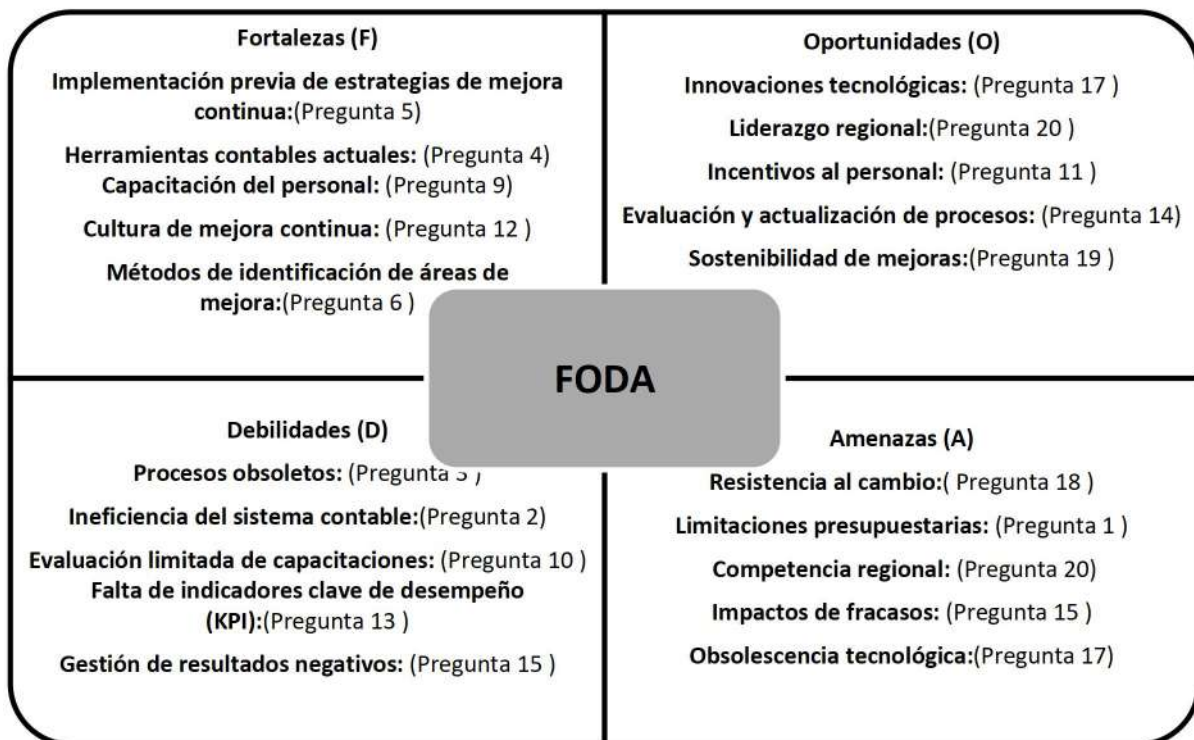 Fortalezas (F)
Implementación previa de estrategias de mejora
continua:(Pregunta 5)
Herramientas contables actuales: (Pregunta 4)
Capacitación del personal: (Pregunta 9)
Cultura de mejora continua: (Pregunta 12 )
Métodos de identificación de áreas de
mejora:(Pregunta 6 )
Oportunidades (O)
Innovaciones tecnológicas: (Pregunta 17 )
Liderazgo regional:(Pregunta 20 )
Incentivos al personal: (Pregunta 11 )
Evaluación y actualización de procesos: (Pregunta 14)
Sostenibilidad de mejoras:(Pregunta 19 )
FODA
Debilidades (D)
Procesos obsoletos: (Pregunta )
Ineficiencia del sistema contable:(Pregunta 2)
Evaluación limitada de capacitaciones: (Pregunta 10 )
Falta de indicadores clave de desempeño
(KPI):(Pregunta 13 )
Gestión de resultados negativos: (Pregunta 15 )
Amenazas (A)
Resistencia al cambio:( Pregunta 18 )
Limitaciones presupuestarias: (Pregunta 1 )
Competencia regional: (Pregunta 20)
Impactos de fracasos: (Pregunta 15 )
Obsolescencia tecnológica:(Pregunta 17)